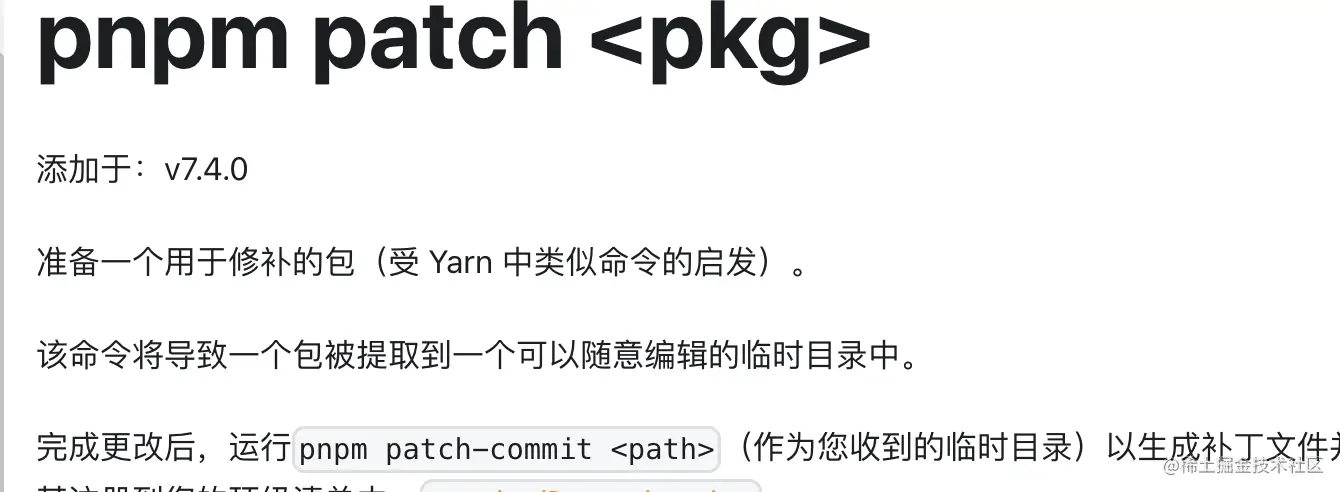 pnpm patch <pkg>
添加于：v7.4.0
准备一个用于修补的包（受 Yarn 中类似命令的启发）。
该命令将导致一个包被提取到一个可以随意编辑的临时目录中。
完成更改后，运行 pnpm patch-commit <path>（作为您收到的临时目录）以生成补丁文件并
@稀土掘金技术社区